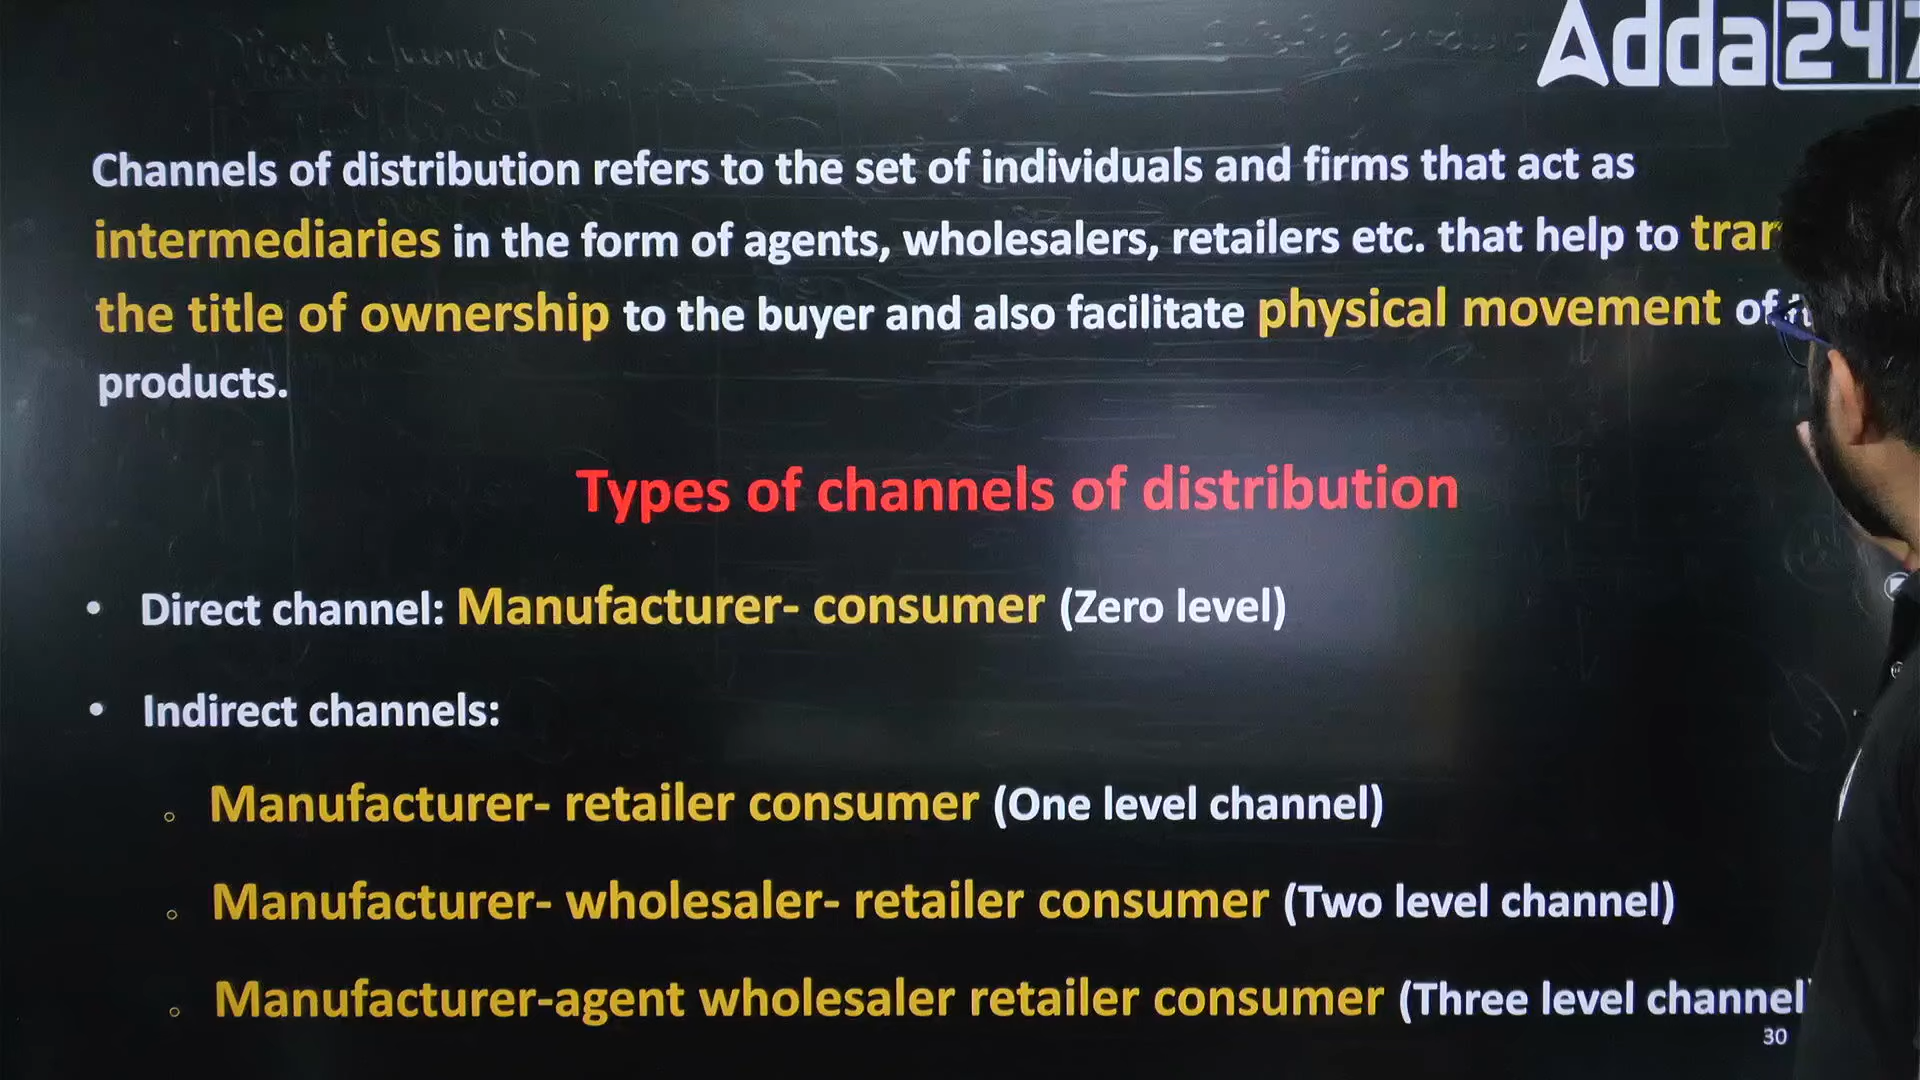 Adda247
Channels of distribution refers to the set of individuals and firms that act as
intermediaries in the form of agents, wholesalers, retailers etc. that help to
the title of ownership to the buyer and also facilitate physical movement of
products.
Types of channels of distribution
• Direct channel: Manufacturer- consumer (Zero level)
• Indirect channels:
○ Manufacturer- retailer consumer (One level channel)
○ Manufacturer- wholesaler- retailer consumer (Two level channel)
○ Manufacturer-agent wholesaler retailer consumer (Three level channel
30